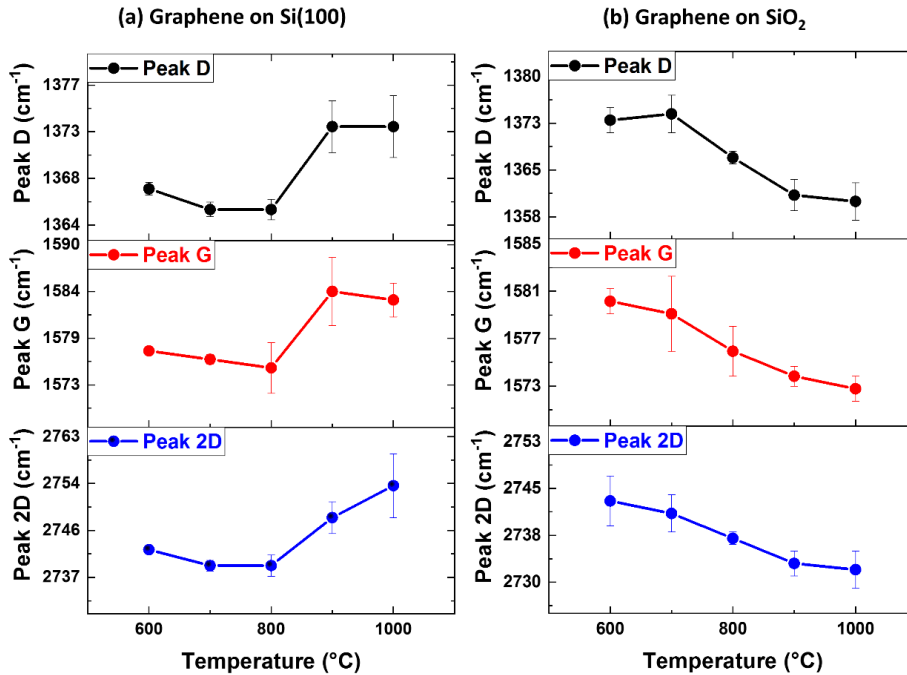 (a) Graphene on Si(100)
Peak D
Peak D (cm⁻¹)
1377
1373
1368
1364
Peak G
Peak G (cm⁻¹)
1590
1584
1579
1573
Peak 2D
Peak 2D (cm⁻¹)
2763
2754
2746
2737
600 800 1000
Temperature (°C)
(b) Graphene on SiO₂
Peak D
Peak D (cm⁻¹)
1380
1373
1365
1358
Peak G
Peak G (cm⁻¹)
1585
1581
1577
1573
Peak 2D
Peak 2D (cm⁻¹)
2753
2745
2738
2730
600 700 800 900 1000
Temperature (°C)